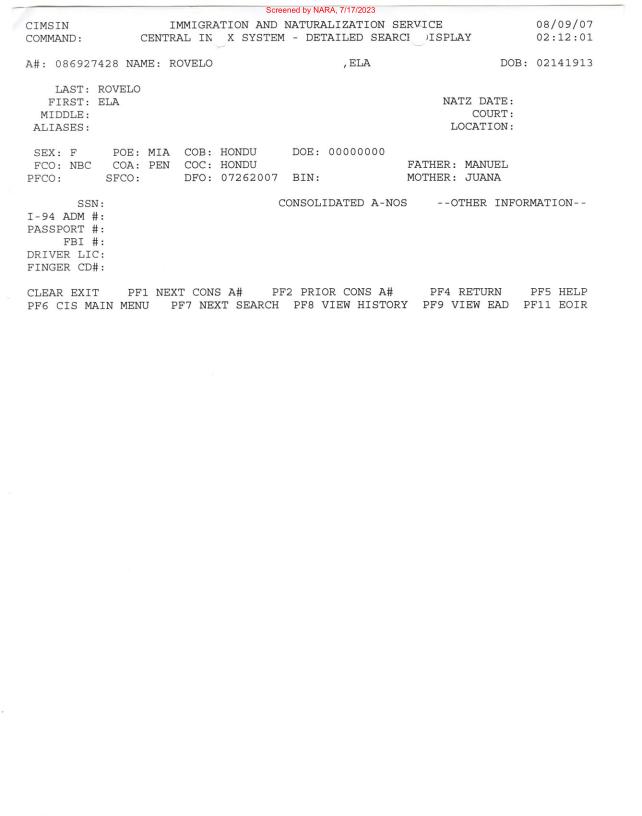 Screened by NARA, 7/17/2023
CIMSIN IMMIGRATION AND NATURALIZATION SERVICE 08/09/07
COMMAND: CENTRAL IN X SYSTEM - DETAILED SEARCH ISPLAY 02:12:01
A#: 086927428 NAME: ROVELO ,ELA DOB: 02141913
LAST: ROVELO
FIRST: ELA NATZ DATE:
MIDDLE: COURT:
ALIASES: LOCATION:
SEX: F POE: MIA COB: HONDU DOE: 00000000
FCO: NBC COA: PEN COC: HONDU FATHER: MANUEL
PFCO: SFCO: DFO: 07262007 BIN: MOTHER: JUANA
SSN: CONSOLIDATED A-NOS --OTHER INFORMATION--
I-94 ADM #:
PASSPORT #:
FBI #:
DRIVER LIC:
FINGER CD#:
CLEAR EXIT PF1 NEXT CONS A# PF2 PRIOR CONS A# PF4 RETURN PF5 HELP
PF6 CIS MAIN MENU PF7 NEXT SEARCH PF8 VIEW HISTORY PF9 VIEW EAD PF11 EOIR